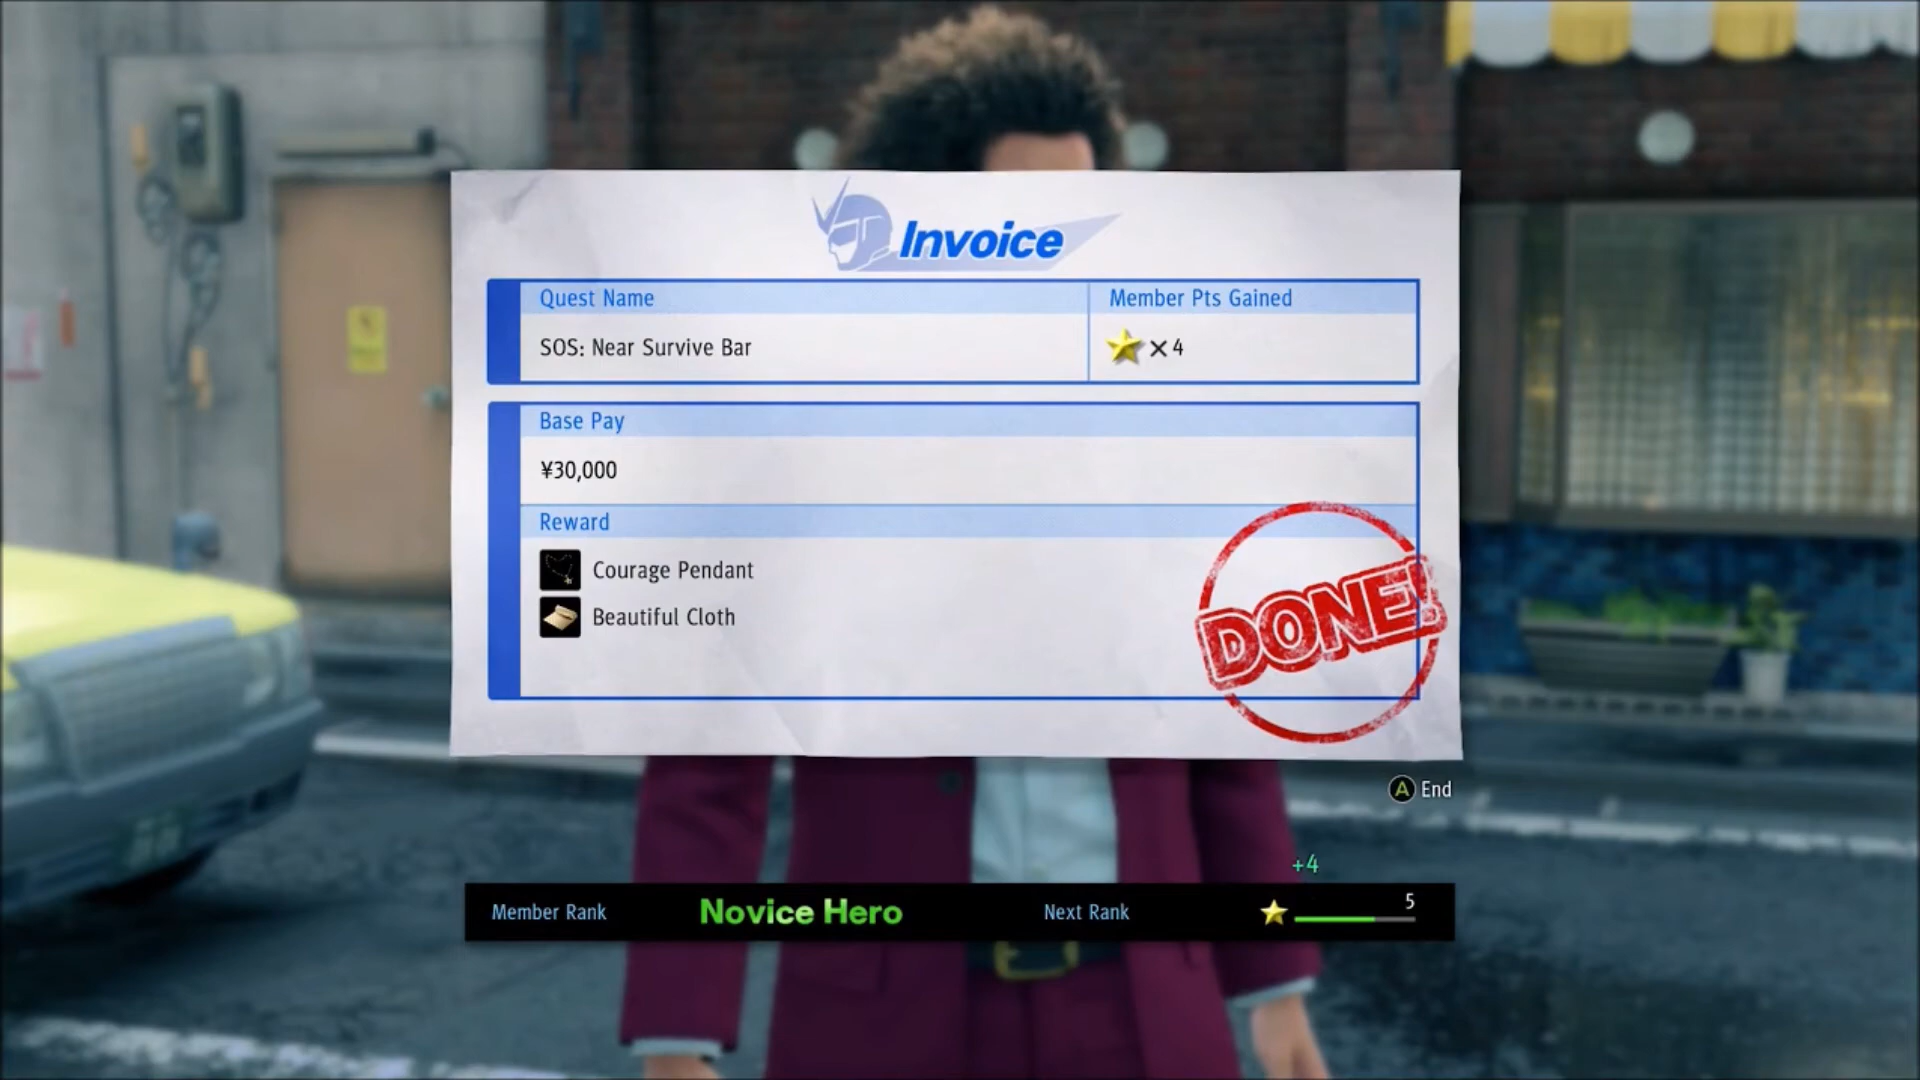 Invoice
Quest Name
Member Pts Gained
SOS: Near Survive Bar
×4
Base Pay
¥30,000
Reward
Courage Pendant
Beautiful Cloth
DONE!
A End
+4
Member Rank
Novice Hero
Next Rank
5